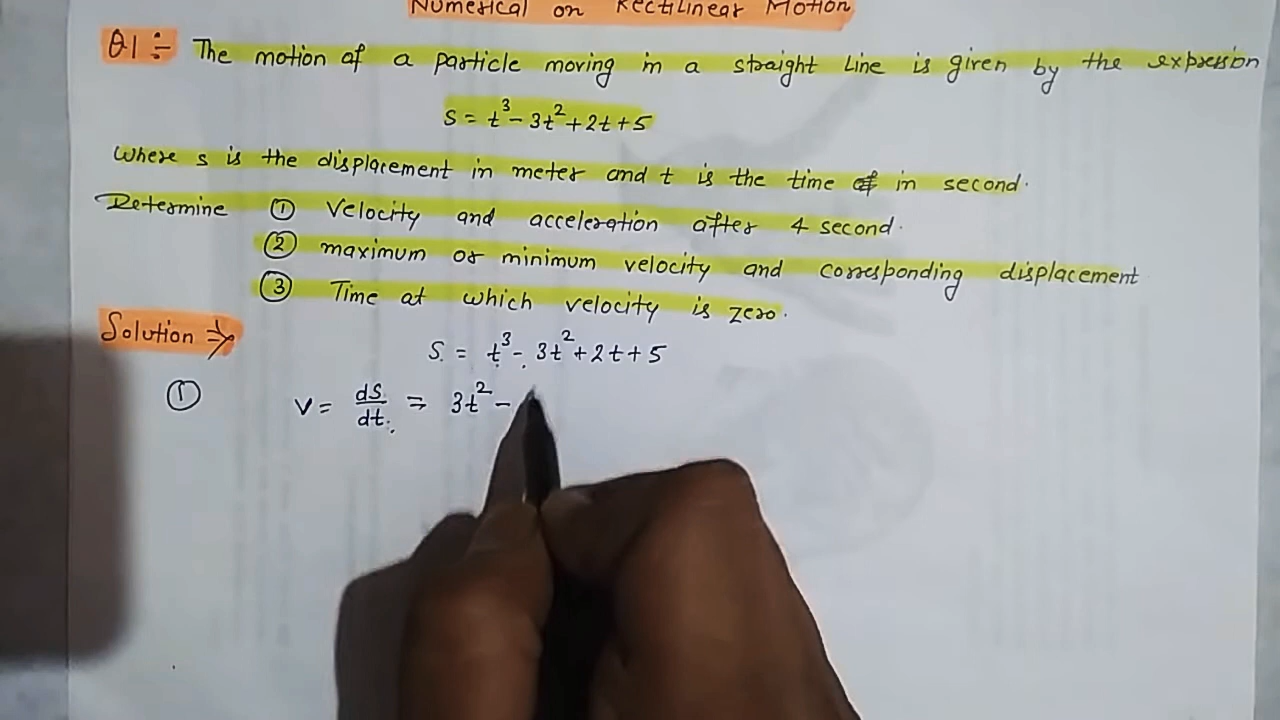 Numerical on Rectilinear Motion
Q1 :- The motion of a particle moving in a straight Line is given by the expression
S = t³ - 3t² + 2t + 5
Where s is the displacement in meter and t is the time of in second.
Determine ① Velocity and acceleration after 4 second.
② maximum or minimum velocity and corresponding displacement
③ Time at which velocity is zero.
Solution ⇒
S = t³ - 3t² + 2t + 5
① V = dS/dt = 3t² -